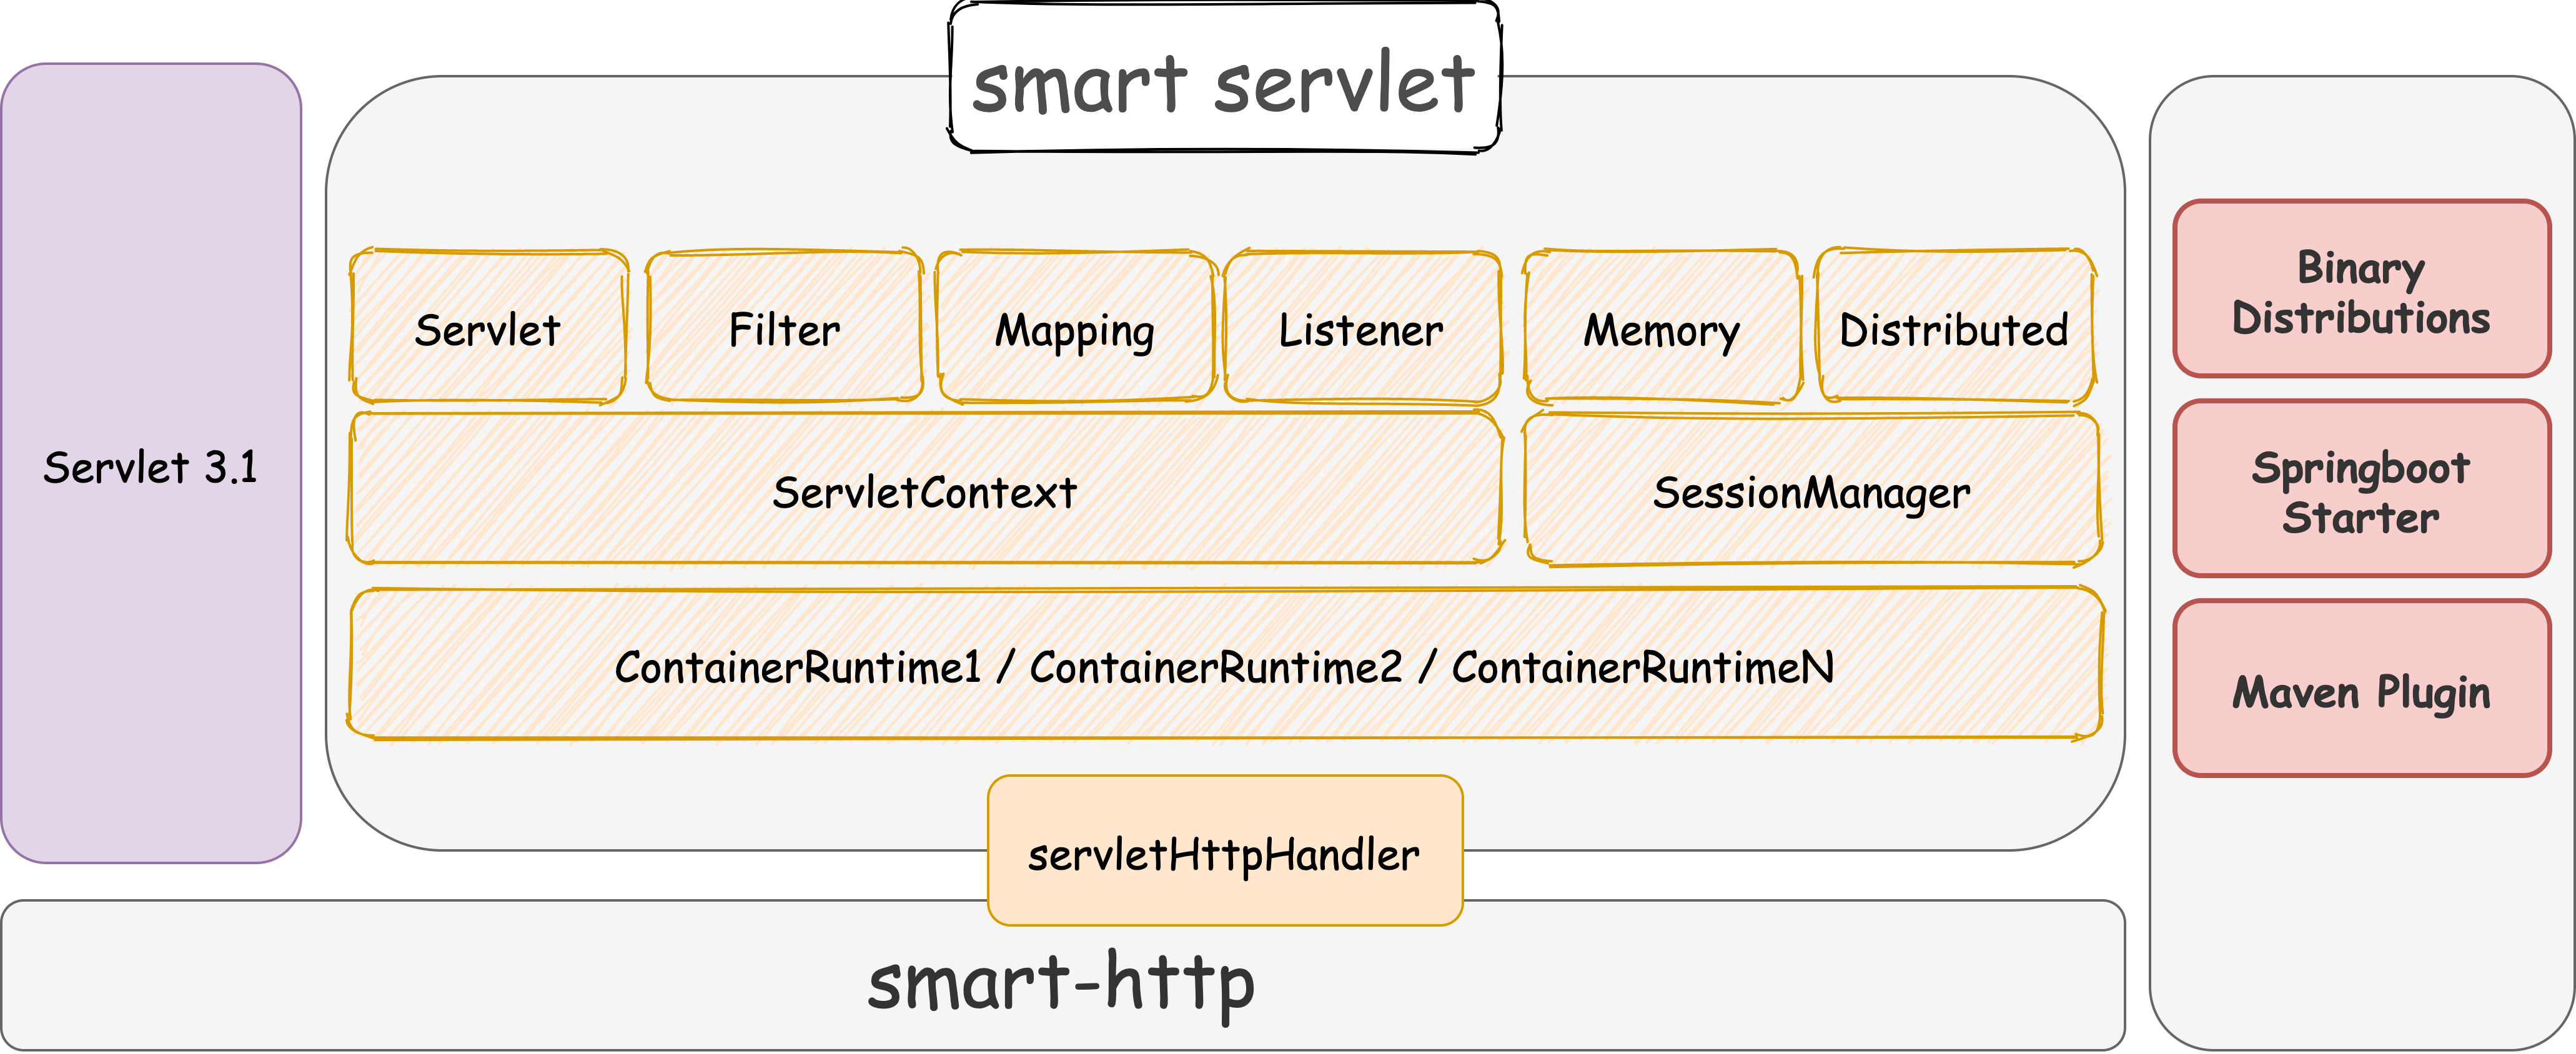 smart servlet
Servlet 3.1
Servlet
Filter
Mapping
Listener
Memory
Distributed
ServletContext
SessionManager
ContainerRuntime1 / ContainerRuntime2 / ContainerRuntimeN
servletHttpHandler
smart-http
Binary
Distributions
Springboot
Starter
Maven Plugin